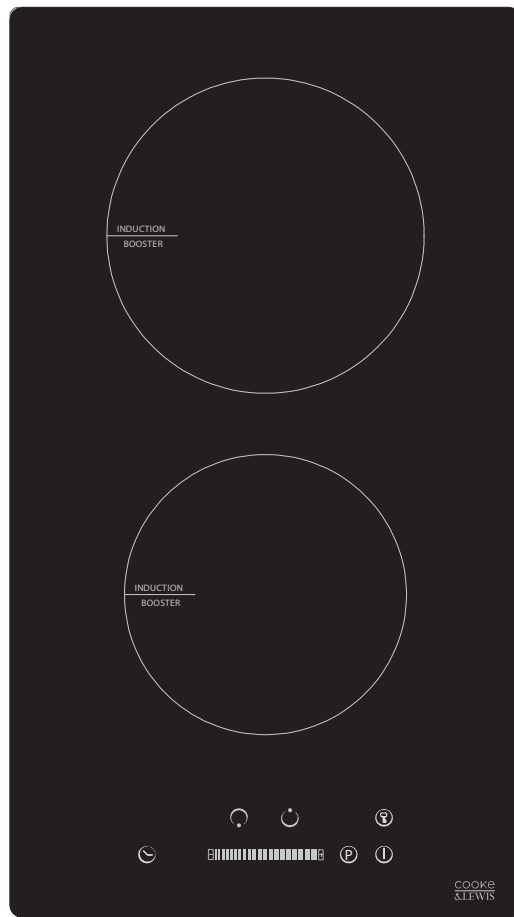 INDUCTION
BOOSTER
INDUCTION
BOOSTER
P
COOKE
&LEWIS